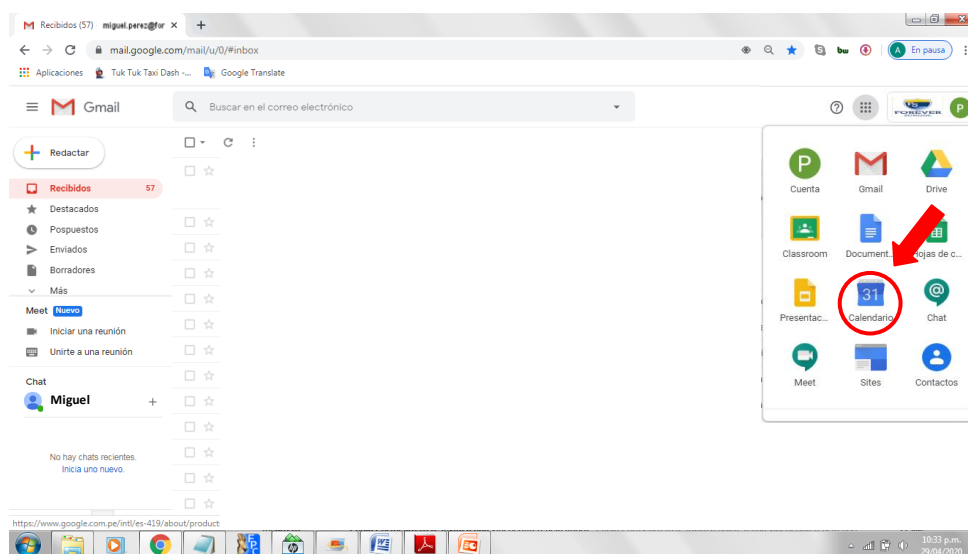 Recibidos (57) miguel.perez@for
mail.google.com/mail/u/0/#inbox
bw
A En pausa
Aplicaciones Tuk Tuk Taxi Dash -... Google Translate
Gmail
Buscar en el correo electrónico
FOREVER
P
Redactar
Recibidos 57
Destacados
Pospuestos
Enviados
Borradores
Más
Meet Nuevo
Iniciar una reunión
Unirte a una reunión
Chat
Miguel
No hay chats recientes.
Inicia uno nuevo.
P
Cuenta Gmail Drive
Classroom Document... Hojas de c...
31
Presentac... Calendario Chat
Meet Sites Contactos
https://www.google.com.pe/intl/es-419/about/product
10:33 p.m.
29/04/2020